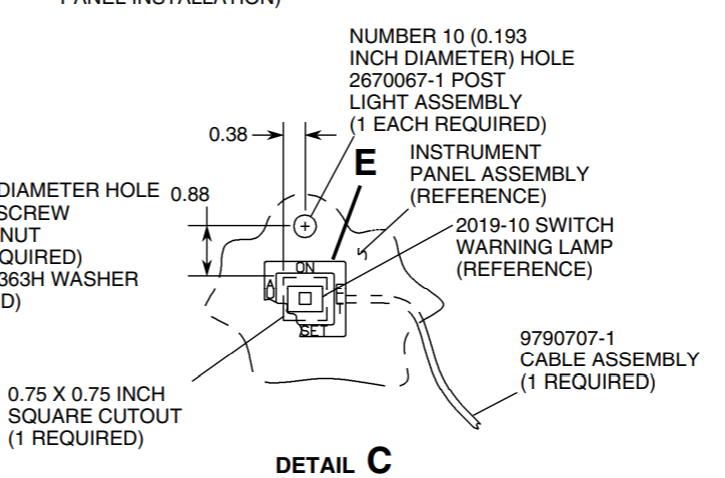 PANEL INSTALLATION)
NUMBER 10 (0.193
INCH DIAMETER) HOLE
2670067-1 POST
LIGHT ASSEMBLY
(1 EACH REQUIRED)
0.38
E
INSTRUMENT
PANEL ASSEMBLY
(REFERENCE)
DIAMETER HOLE
SCREW
NUT
QUIRED)
363H WASHER
D)
0.88
2019-10 SWITCH
WARNING LAMP
(REFERENCE)
ON
SET
9790707-1
CABLE ASSEMBLY
(1 REQUIRED)
0.75 X 0.75 INCH
SQUARE CUTOUT
(1 REQUIRED)
DETAIL C